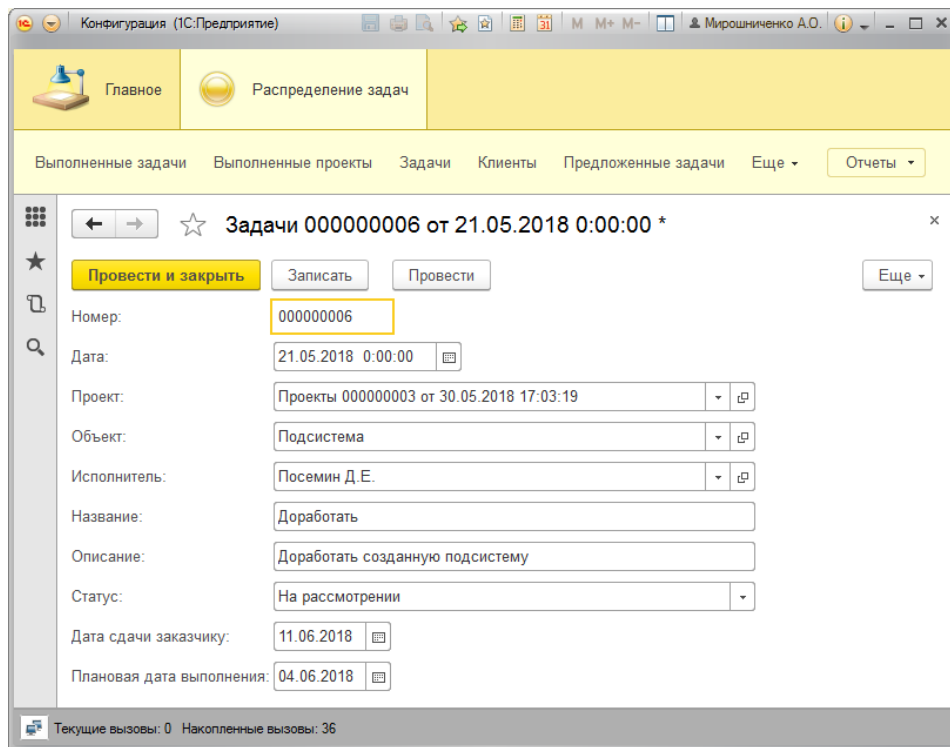 1С Конфигурация (1С:Предприятие) 31 M M+ M- Мирошниченко А.О.
Главное Распределение задач
Выполненные задачи Выполненные проекты Задачи Клиенты Предложенные задачи Еще Отчеты
Задачи 000000006 от 21.05.2018 0:00:00 *
Провести и закрыть Записать Провести Еще
Номер: 000000006
Дата: 21.05.2018 0:00:00
Проект: Проекты 000000003 от 30.05.2018 17:03:19
Объект: Подсистема
Исполнитель: Посемин Д.Е.
Название: Доработать
Описание: Доработать созданную подсистему
Статус: На рассмотрении
Дата сдачи заказчику: 11.06.2018
Плановая дата выполнения: 04.06.2018
Текущие вызовы: 0 Накопленные вызовы: 36